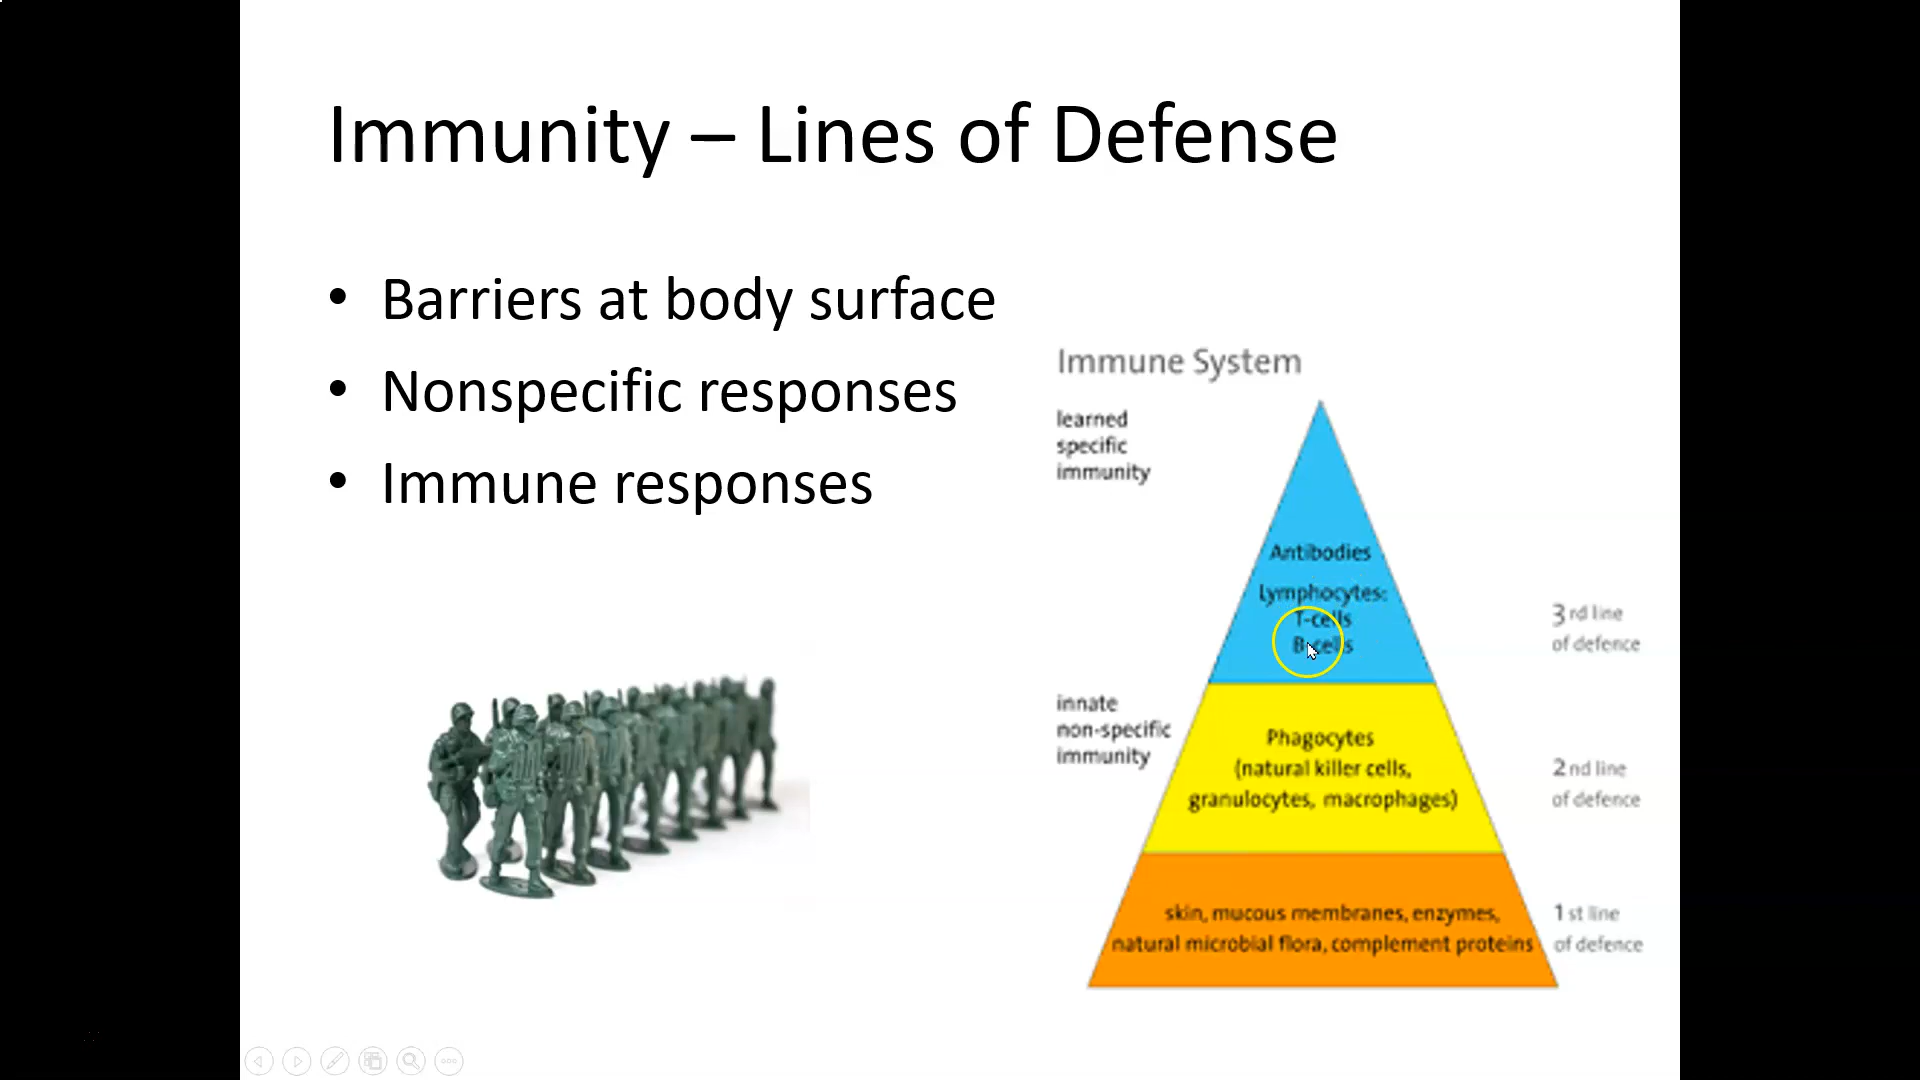 Immunity – Lines of Defense
• Barriers at body surface
• Nonspecific responses
• Immune responses
Immune System
learned
specific
immunity
Antibodies
Lymphocytes:
T-cells
B-cells
3rd line
of defence
innate
non-specific
immunity
Phagocytes
(natural killer cells,
granulocytes, macrophages)
2nd line
of defence
skin, mucous membranes, enzymes,
natural microbial flora, complement proteins
1st line
of defence